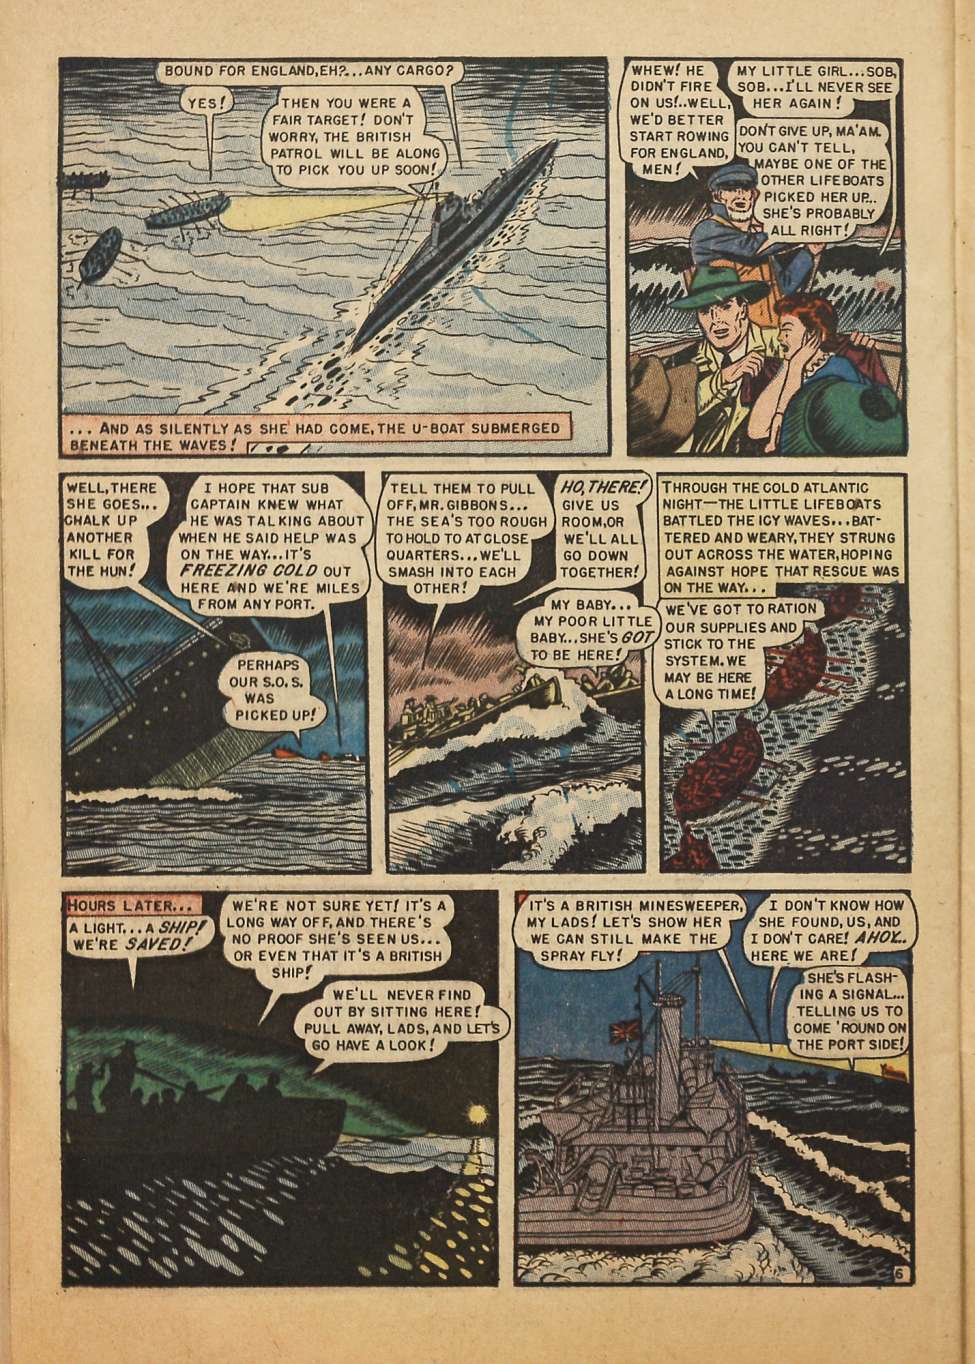 BOUND FOR ENGLAND, EH?...ANY CARGO?
YES!
THEN YOU WERE A
FAIR TARGET! DON'T
WORRY, THE BRITISH
PATROL WILL BE ALONG
TO PICK YOU UP SOON!
... AND AS SILENTLY AS SHE HAD COME, THE U-BOAT SUBMERGED
BENEATH THE WAVES!
WHEW! HE
DIDN'T FIRE
ON US!..WELL,
WE'D BETTER
START ROWING
FOR ENGLAND,
MEN!
MY LITTLE GIRL...SOB,
SOB...I'LL NEVER SEE
HER AGAIN!
DON'T GIVE UP, MA'AM.
YOU CAN'T TELL,
MAYBE ONE OF THE
OTHER LIFEBOATS
PICKED HER UP...
SHE'S PROBABLY
ALL RIGHT!
WELL, THERE
SHE GOES...
CHALK UP
ANOTHER
KILL FOR
THE HUN!
I HOPE THAT SUB
CAPTAIN KNEW WHAT
HE WAS TALKING ABOUT
WHEN HE SAID HELP WAS
ON THE WAY...IT'S
FREEZING COLD OUT
HERE AND WE'RE MILES
FROM ANY PORT.
PERHAPS
OUR S.O.S.
WAS
PICKED UP!
TELL THEM TO PULL
OFF, MR. GIBBONS...
THE SEA'S TOO ROUGH
TO HOLD TO AT CLOSE
QUARTERS...WE'LL
SMASH INTO EACH
OTHER!
HO, THERE!
GIVE US
ROOM, OR
WE'LL ALL
GO DOWN
TOGETHER!
MY BABY...
MY POOR LITTLE
BABY...SHE'S GOT
TO BE HERE!
THROUGH THE COLD ATLANTIC
NIGHT—THE LITTLE LIFEBOATS
BATTLED THE ICY WAVES...BAT-
TERED AND WEARY, THEY STRUNG
OUT ACROSS THE WATER, HOPING
AGAINST HOPE THAT RESCUE WAS
ON THE WAY...
WE'VE GOT TO RATION
OUR SUPPLIES AND
STICK TO THE
SYSTEM. WE
MAY BE HERE
A LONG TIME!
HOURS LATER...
A LIGHT...A SHIP!
WE'RE SAVED!
WE'RE NOT SURE YET! IT'S A
LONG WAY OFF, AND THERE'S
NO PROOF SHE'S SEEN US...
OR EVEN THAT IT'S A BRITISH
SHIP!
WE'LL NEVER FIND
OUT BY SITTING HERE!
PULL AWAY, LADS, AND LET'S
GO HAVE A LOOK!
IT'S A BRITISH MINESWEEPER,
MY LADS! LET'S SHOW HER
WE CAN STILL MAKE THE
SPRAY FLY!
I DON'T KNOW HOW
SHE FOUND, US, AND
I DON'T CARE! AHOY...
HERE WE ARE!
SHE'S FLASH-
ING A SIGNAL...
TELLING US TO
COME 'ROUND ON
THE PORT SIDE!
6